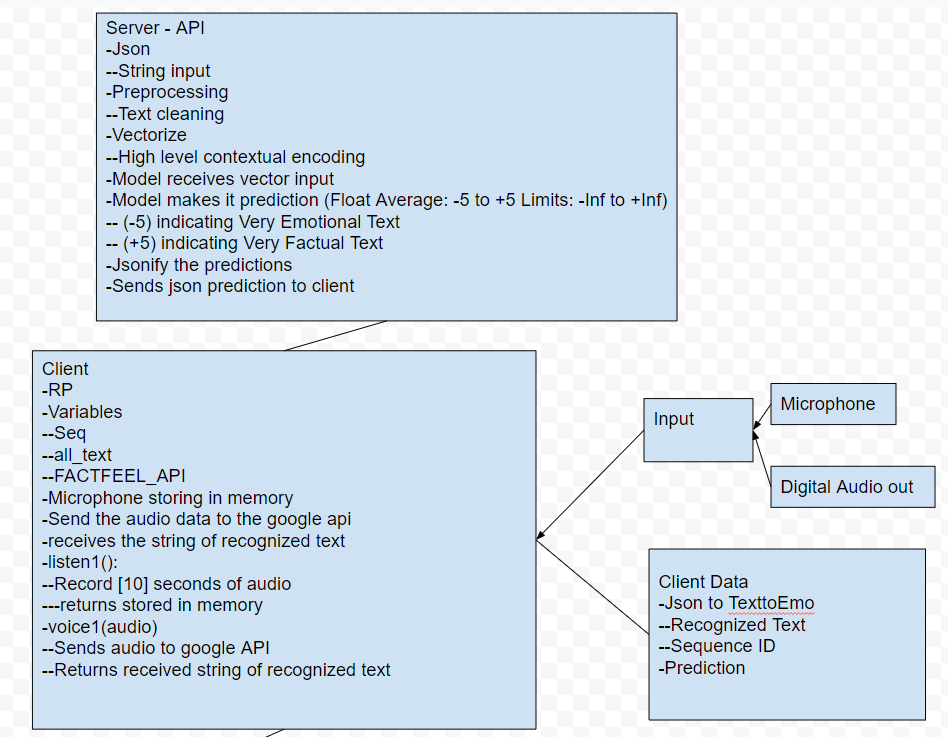 Server - API
-Json
--String input
-Preprocessing
--Text cleaning
-Vectorize
--High level contextual encoding
-Model receives vector input
-Model makes it prediction (Float Average: -5 to +5 Limits: -Inf to +Inf)
-- (-5) indicating Very Emotional Text
-- (+5) indicating Very Factual Text
-Jsonify the predictions
-Sends json prediction to client
Client
-RP
-Variables
--Seq
--all_text
--FACTFEEL_API
-Microphone storing in memory
-Send the audio data to the google api
-receives the string of recognized text
-listen1():
--Record [10] seconds of audio
---returns stored in memory
-voice1(audio)
--Sends audio to google API
--Returns received string of recognized text
Input
Microphone
Digital Audio out
Client Data
-Json to TexttoEmo
--Recognized Text
--Sequence ID
-Prediction